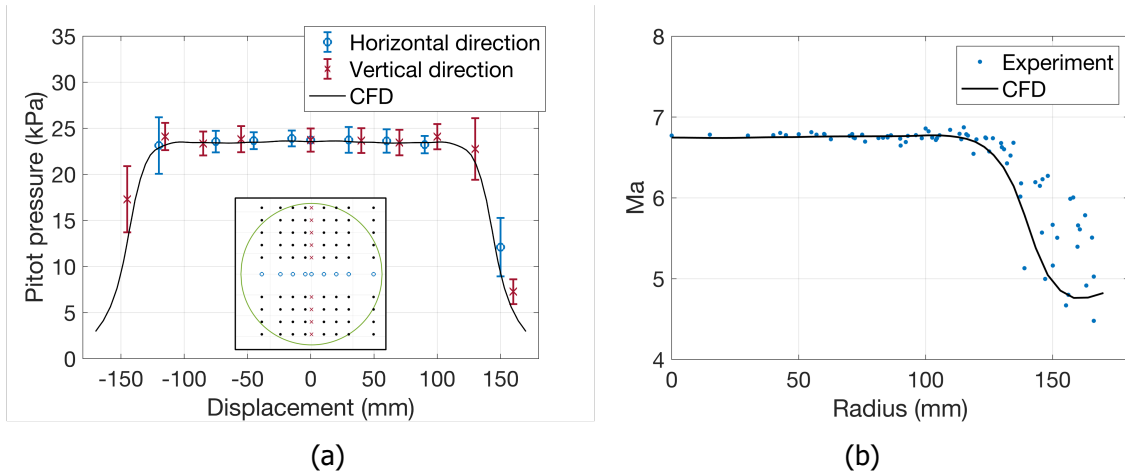 35
30
25
20
15
10
5
0
Pitot pressure (kPa)
Horizontal direction
Vertical direction
CFD
-150 -100 -50 0 50 100 150
Displacement (mm)
(a)
8
7
6
5
4
Ma
Experiment
CFD
0 50 100 150
Radius (mm)
(b)